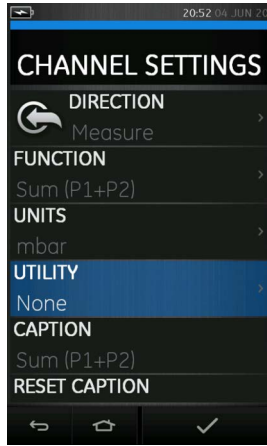 20:52 04 JUN 20
CHANNEL SETTINGS
DIRECTION
Measure
FUNCTION
Sum (P1+P2)
UNITS
mbar
UTILITY
None
CAPTION
Sum (P1+P2)
RESET CAPTION